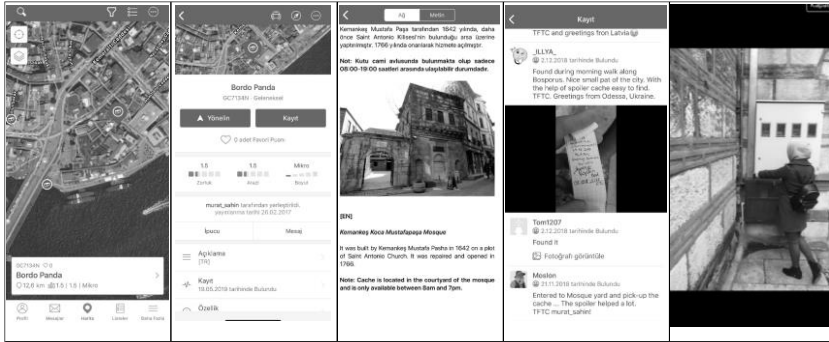 GC7134N ♡0
Bordo Panda
12,6 km 1.5 | 1.5 | Mikro
Profil
Mesajlar
Harita
Listeler
Daha Fazla
Bordo Panda
GC7134N · Geleneksel
Yönelin
Kayıt
0 adet Favori Puanı
1.5
1.5
Mikro
Zorluk
Arazi
Boyut
murat_sahin tarafından yerleştirildi,
yayınlanma tarihi 28.02.2017
İpucu
Mesaj
Açıklama
[TR]
Kayıt
19.05.2018 tarihinde Bulundu
Özellik
Ağ
Metin
Kemankeş Mustafa Paşa tarafından 1642 yılında, daha
önce Saint Antonio Kilisesi'nin bulunduğu arsa üzerine
yaptırılmıştır. 1766 yılında onarılarak hizmete açılmıştır.
Not: Kutu cami avlusunda bulunmakta olup sadece
08:00-19:00 saatleri arasında ulaşılabilir durumdadır.
[EN]
Kemankeş Koca Mustafapaşa Mosque
It was built by Kemankeş Mustafa Pasha in 1642 on a plot
of Saint Antonio Church. It was repaired and opened in
1766.
Note: Cache is located in the courtyard of the mosque
and is only available between 8am and 7pm.
Kayıt
TFTC and greetings from Latvia
_ILLYA_
2.12.2018 tarihinde Bulundu
Found during morning walk along
Bosporus. Nice small pat of the city. With
the help of spoiler cache easy to find.
TFTC. Greetings from Odessa, Ukraine.
Tom1207
2.12.2018 tarihinde Bulundu
Found it
Fotoğrafı görüntüle
Moslon
21.11.2018 tarihinde Bulundu
Entered to Mosque yard and pick-up the
cache ... The spoiler helped a lot.
TFTC murat_sahin!